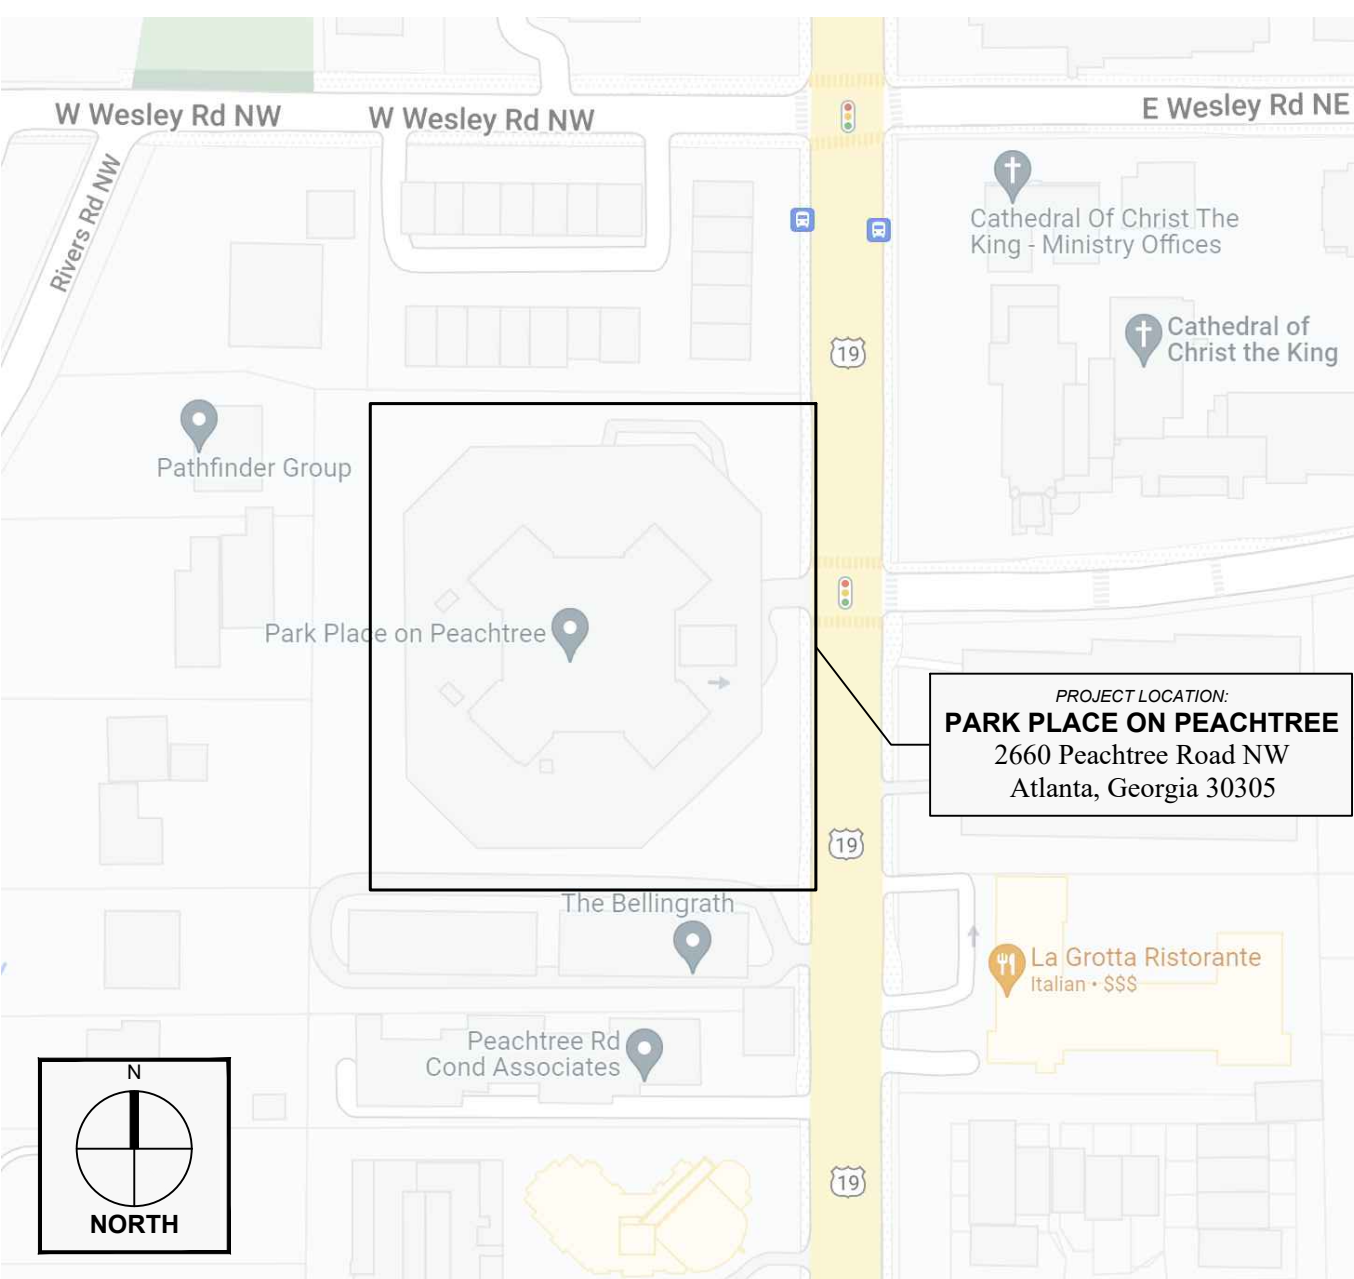 W Wesley Rd NW
W Wesley Rd NW
E Wesley Rd NE
Rivers Rd NW
Cathedral Of Christ The
King - Ministry Offices
19
Cathedral of
Christ the King
Pathfinder Group
Park Place on Peachtree
PROJECT LOCATION:
PARK PLACE ON PEACHTREE
2660 Peachtree Road NW
Atlanta, Georgia 30305
19
The Bellingrath
La Grotta Ristorante
Italian • $$$
Peachtree Rd
Cond Associates
N
NORTH
19